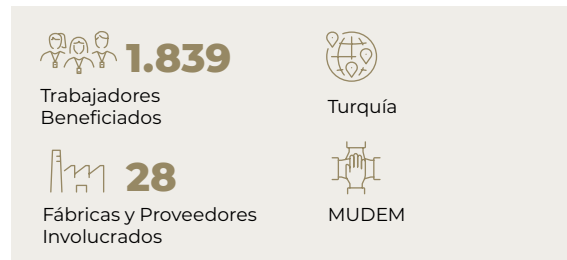 1.839
Trabajadores
Beneficiados
Turquía
28
Fábricas y Proveedores
Involucrados
MUDEM